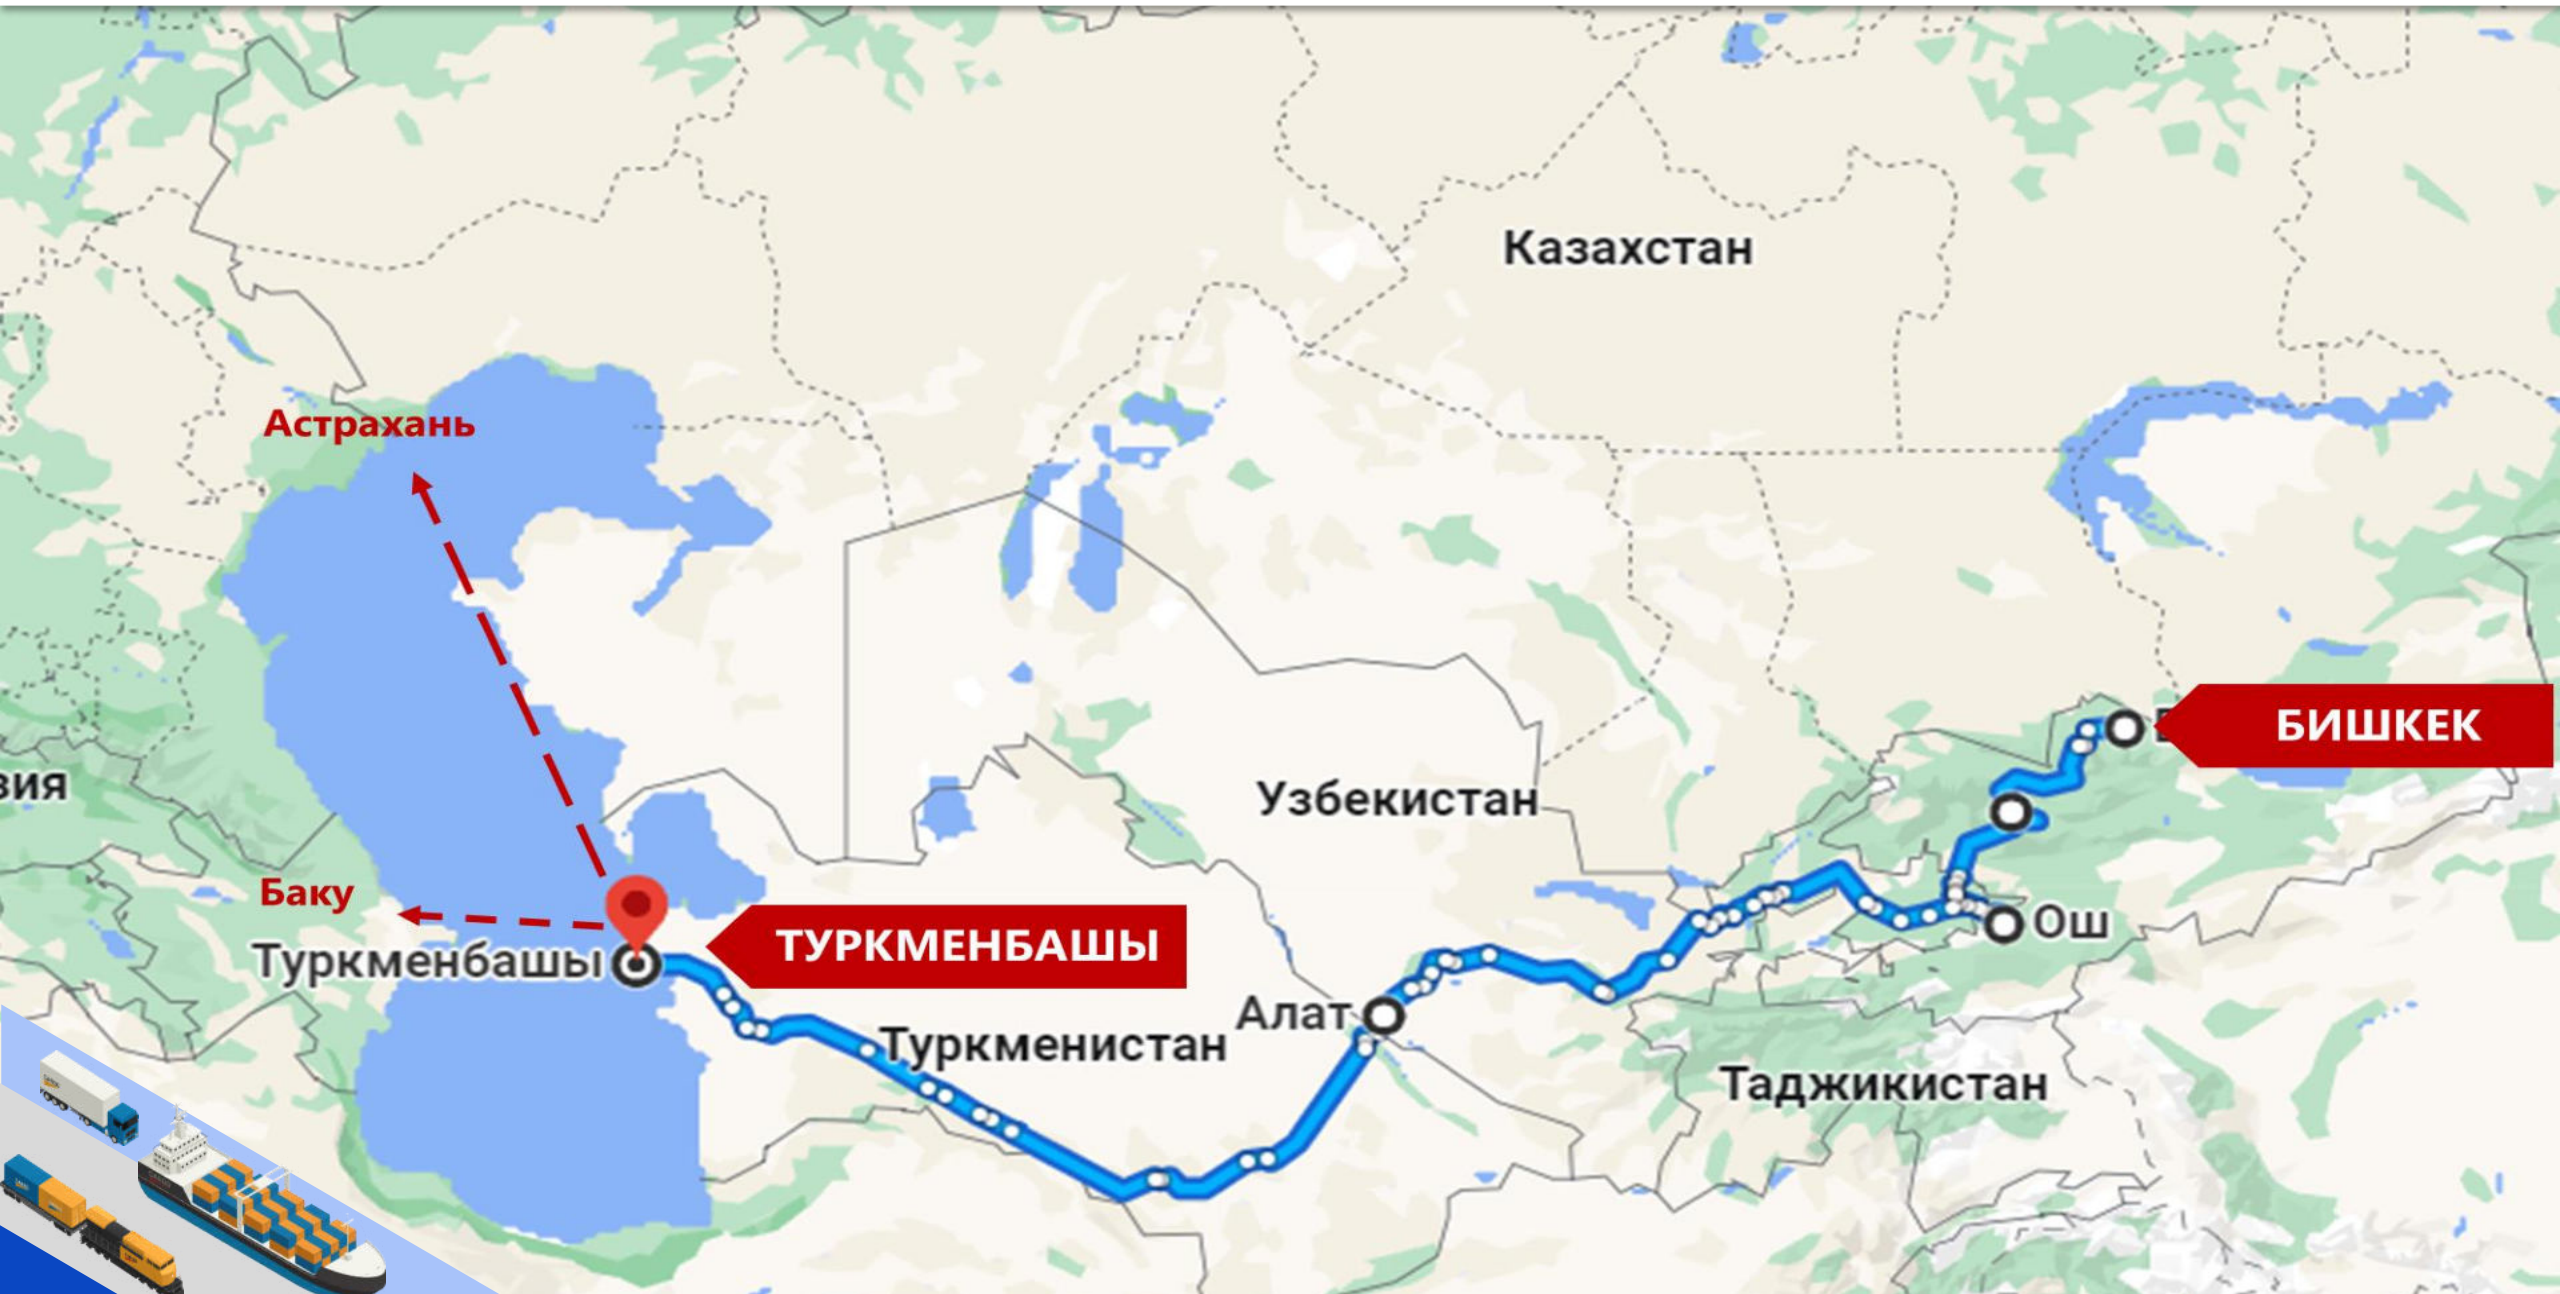 Казахстан
Астрахань
БИШКЕК
зия
Узбекистан
Баку
Ош
ТУРКМЕНБАШЫ
Туркменбашы
Алат
Туркменистан
Таджикистан